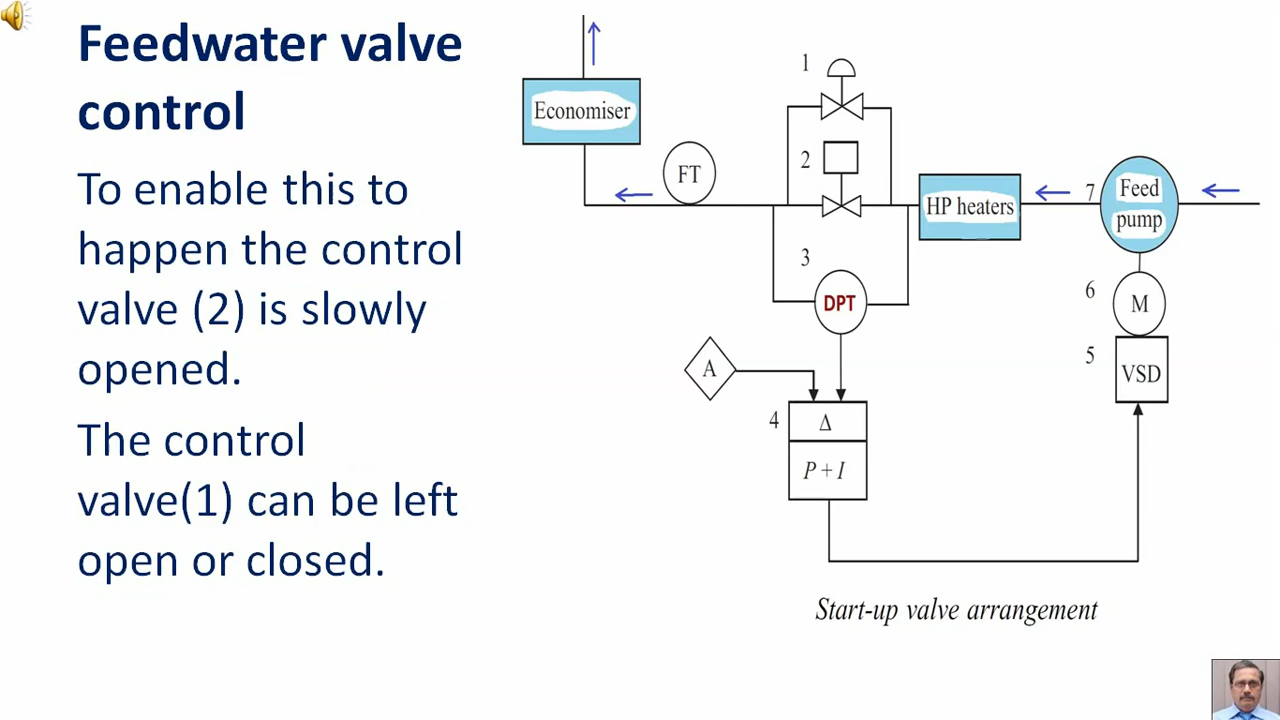 Feedwater valve
control
To enable this to
happen the control
valve (2) is slowly
opened.
The control
valve(1) can be left
open or closed.
1
Economiser
2
FT
HP heaters
7
Feed
pump
3
DPT
6
M
A
5
VSD
4
Δ
P + I
Start-up valve arrangement